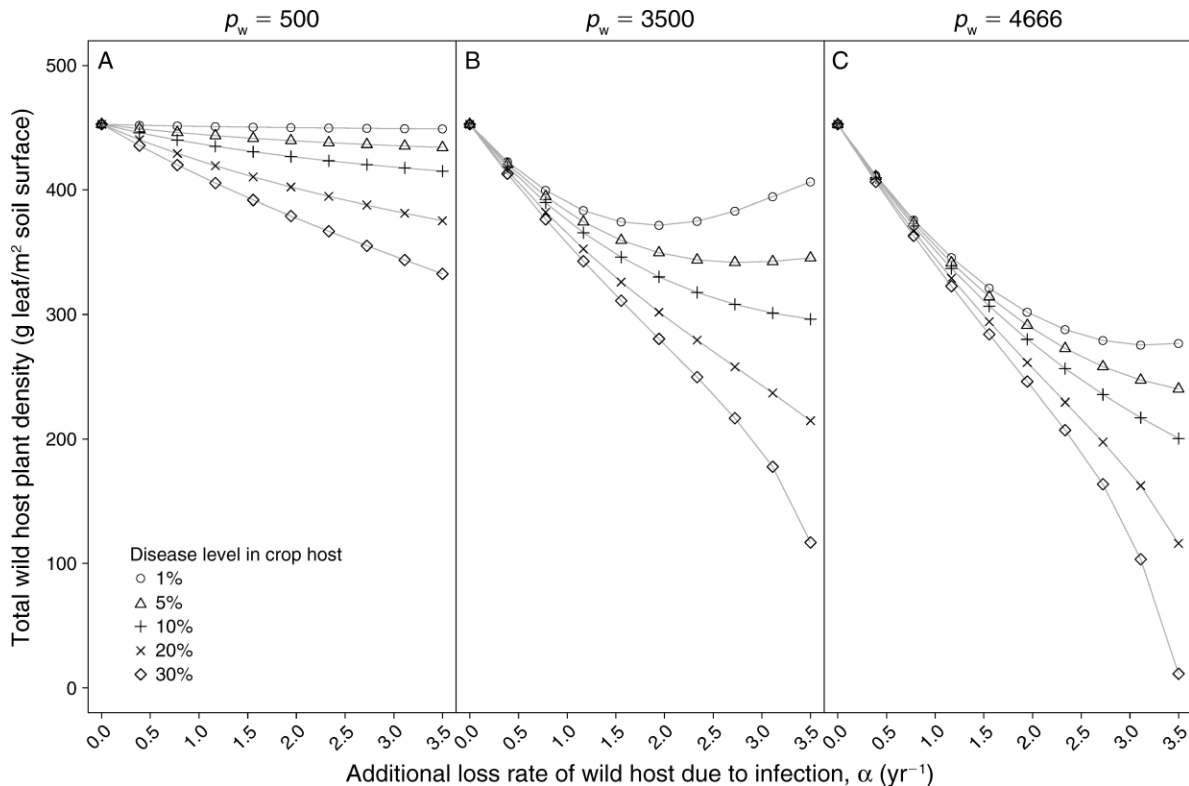 p_w = 500
p_w = 3500
p_w = 4666
A
B
C
Total wild host plant density (g leaf/m² soil surface)
500
400
300
200
100
0
Disease level in crop host
1%
5%
10%
20%
30%
0.0 0.5 1.0 1.5 2.0 2.5 3.0 3.5
0.0 0.5 1.0 1.5 2.0 2.5 3.0 3.5
0.0 0.5 1.0 1.5 2.0 2.5 3.0 3.5
Additional loss rate of wild host due to infection, α (yr⁻¹)